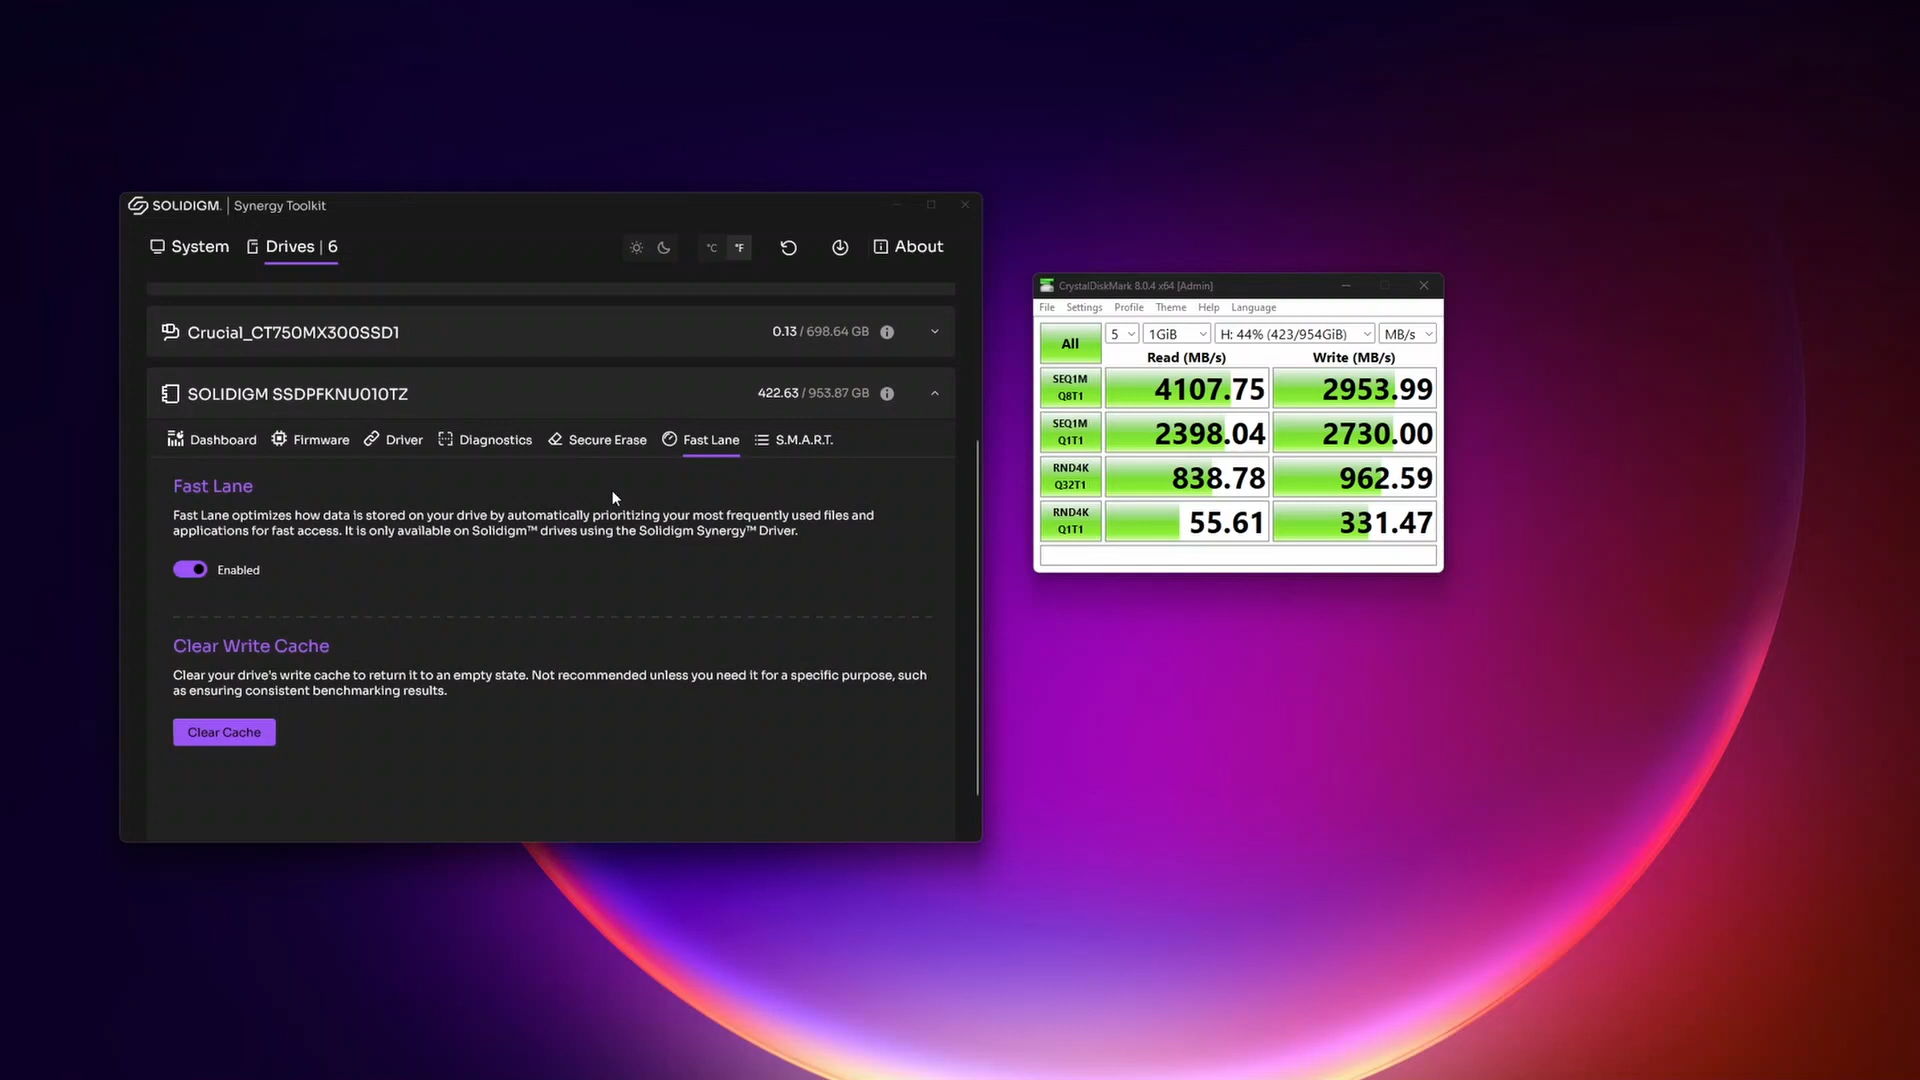 SOLIDIGM. | Synergy Toolkit
System Drives | 6 °C °F About
Crucial_CT750MX300SSD1 0.13 / 698.64 GB
SOLIDIGM SSDPFKNU010TZ 422.63 / 953.87 GB
Dashboard Firmware Driver Diagnostics Secure Erase Fast Lane S.M.A.R.T.
Fast Lane
Fast Lane optimizes how data is stored on your drive by automatically prioritizing your most frequently used files and
applications for fast access. It is only available on Solidigm™ drives using the Solidigm Synergy™ Driver.
Enabled
Clear Write Cache
Clear your drive's write cache to return it to an empty state. Not recommended unless you need it for a specific purpose, such
as ensuring consistent benchmarking results.
Clear Cache
CrystalDiskMark 8.0.4 x64 [Admin]
File Settings Profile Theme Help Language
All 5 1GiB H: 44% (423/954GiB) MB/s
Read (MB/s) Write (MB/s)
SEQ1M
Q8T1
4107.75 2953.99
SEQ1M
Q1T1
2398.04 2730.00
RND4K
Q32T1
838.78 962.59
RND4K
Q1T1
55.61 331.47